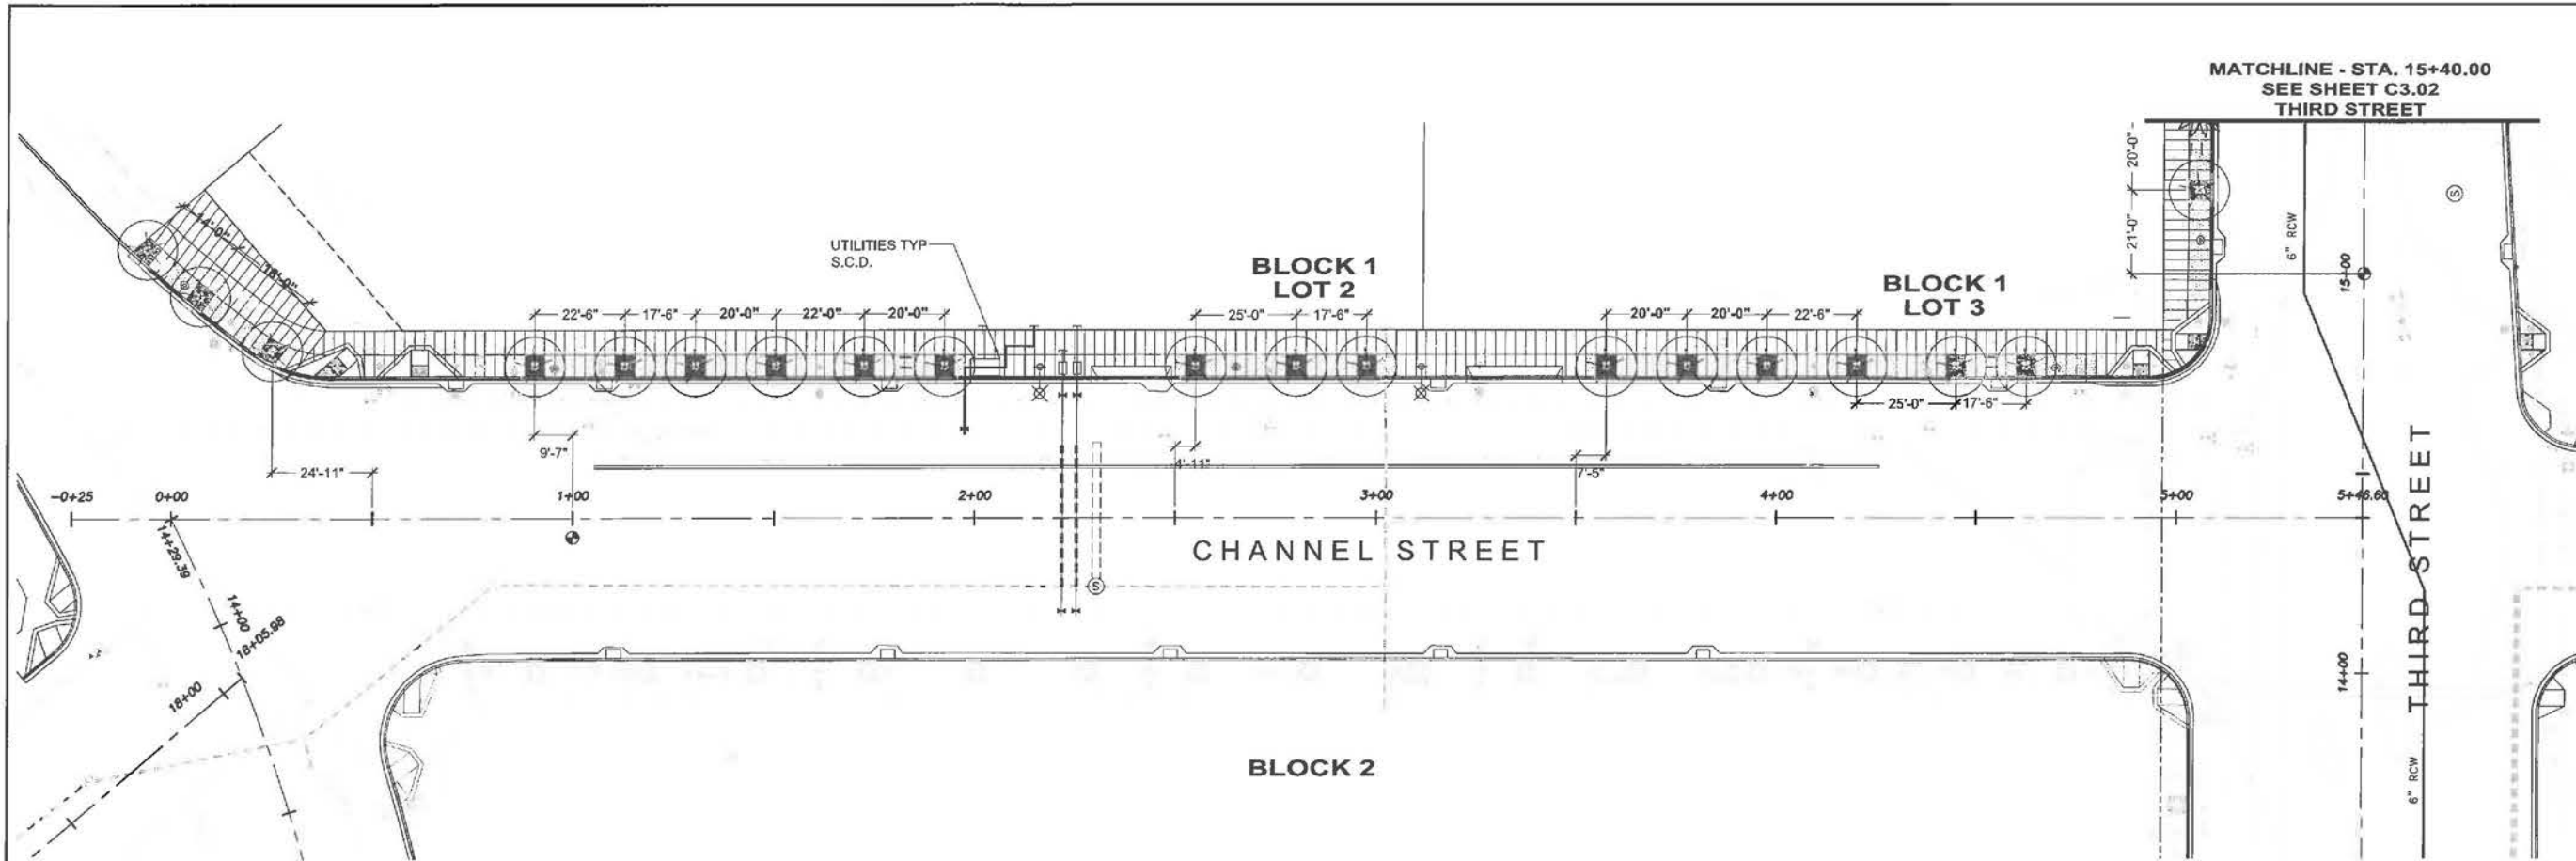 MATCHLINE - STA. 15+40.00
SEE SHEET C3.02
THIRD STREET
20'-0"
21'-0"
6" RCW
15+00
S
14'-0"
18'-0"
UTILITIES TYP
S.C.D.
BLOCK 1
LOT 2
BLOCK 1
LOT 3
22'-6"
17'-6"
20'-0"
22'-0"
20'-0"
25'-0"
17'-6"
20'-0"
20'-0"
22'-6"
25'-0"
17'-6"
9'-7"
24'-11"
4'-11"
7'-5"
-0+25
0+00
1+00
2+00
3+00
4+00
5+00
5+46.60
CHANNEL STREET
THIRD STREET
14+29.39
14+00
18+05.98
18+00
S
14+00
6" RCW
BLOCK 2